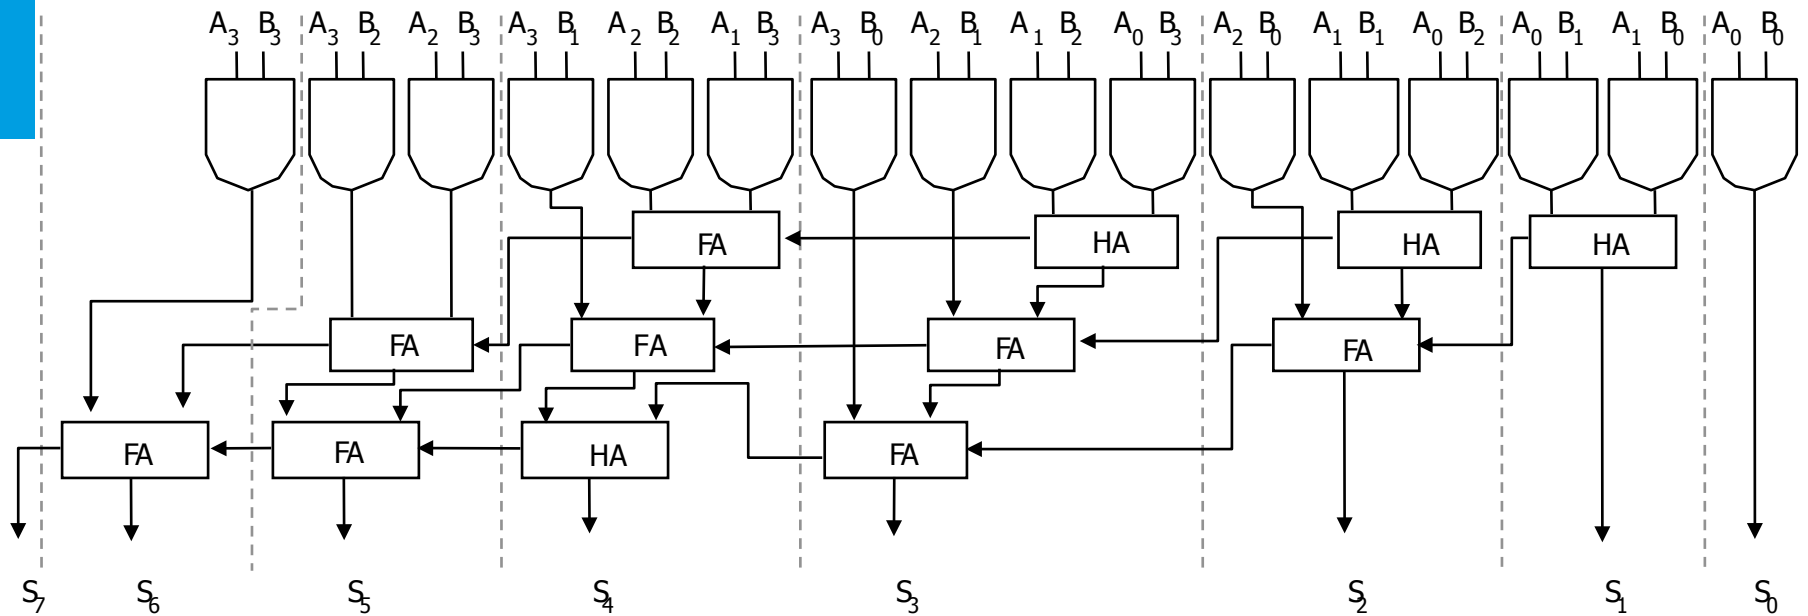 A3 B3 A3 B2 A2 B3 A3 B1 A2 B2 A1 B3 A3 B0 A2 B1 A1 B2 A0 B3 A2 B0 A1 B1 A0 B2 A0 B1 A1 B0 A0 B0
FA HA HA HA
FA FA FA FA
FA FA HA FA
S7 S6 S5 S4 S3 S2 S1 S0